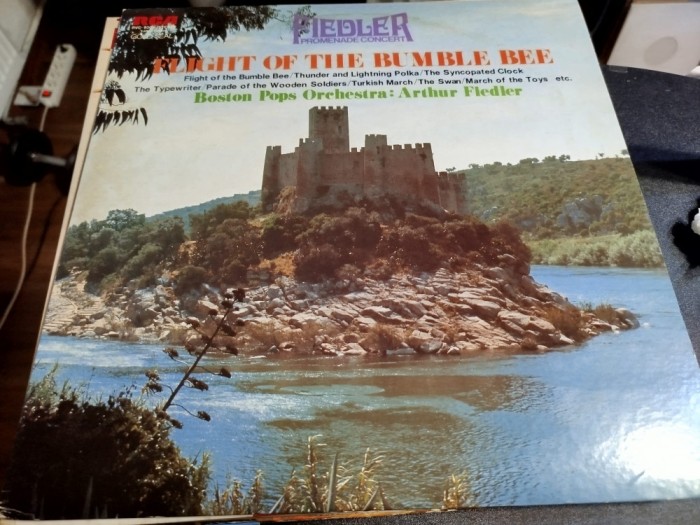 RCA
FIEDLER
PROMENADE CONCERT
FLIGHT OF THE BUMBLE BEE
Flight of the Bumble Bee/Thunder and Lightning Polka/The Syncopated Clock
The Typewriter/Parade of the Wooden Soldiers/Turkish March/The Swan/March of the Toys etc.
Boston Pops Orchestra: Arthur Fiedler